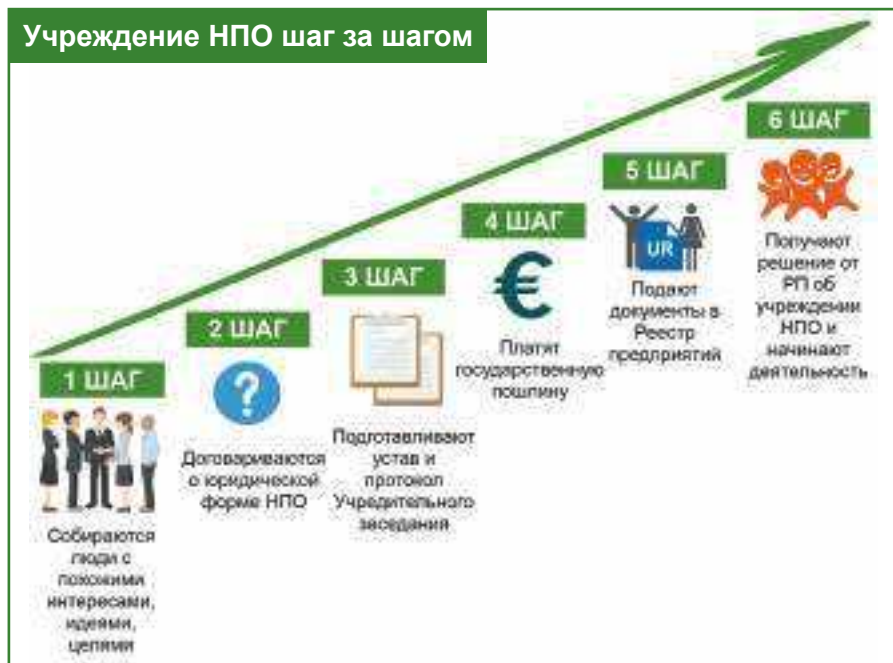 Учреждение НПО шаг за шагом
1 ШАГ
Собираются
люди с
похожими
интересами,
идеями,
целями
2 ШАГ
Договариваются
о юридической
форме НПО
3 ШАГ
Подготавливают
устав и
протокол
Учредительного
заседания
4 ШАГ
€
Платят
государственную
пошлину
5 ШАГ
UR
Подают
документы в
Реестр
предприятий
6 ШАГ
Получают
решение от
РП об
учреждении
НПО и
начинают
деятельность